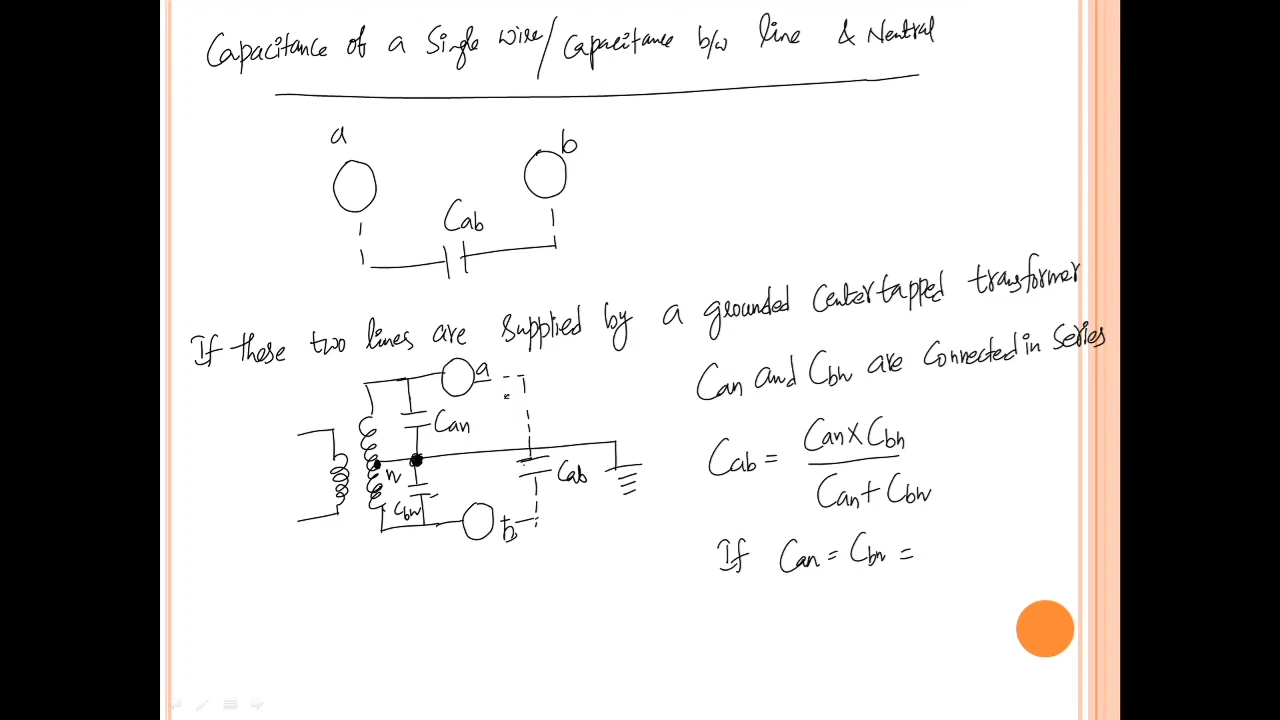 Capacitance of a Single wire/Capacitance b/w line & Neutral
a
b
Cab
If these two lines are supplied by a grounded Centertapped transformer
a
Can
n
Cbn
Cab
b
Can and Cbn are Connected in Series
Cab = Can X Cbn
Can + Cbn
If Can = Cbn =